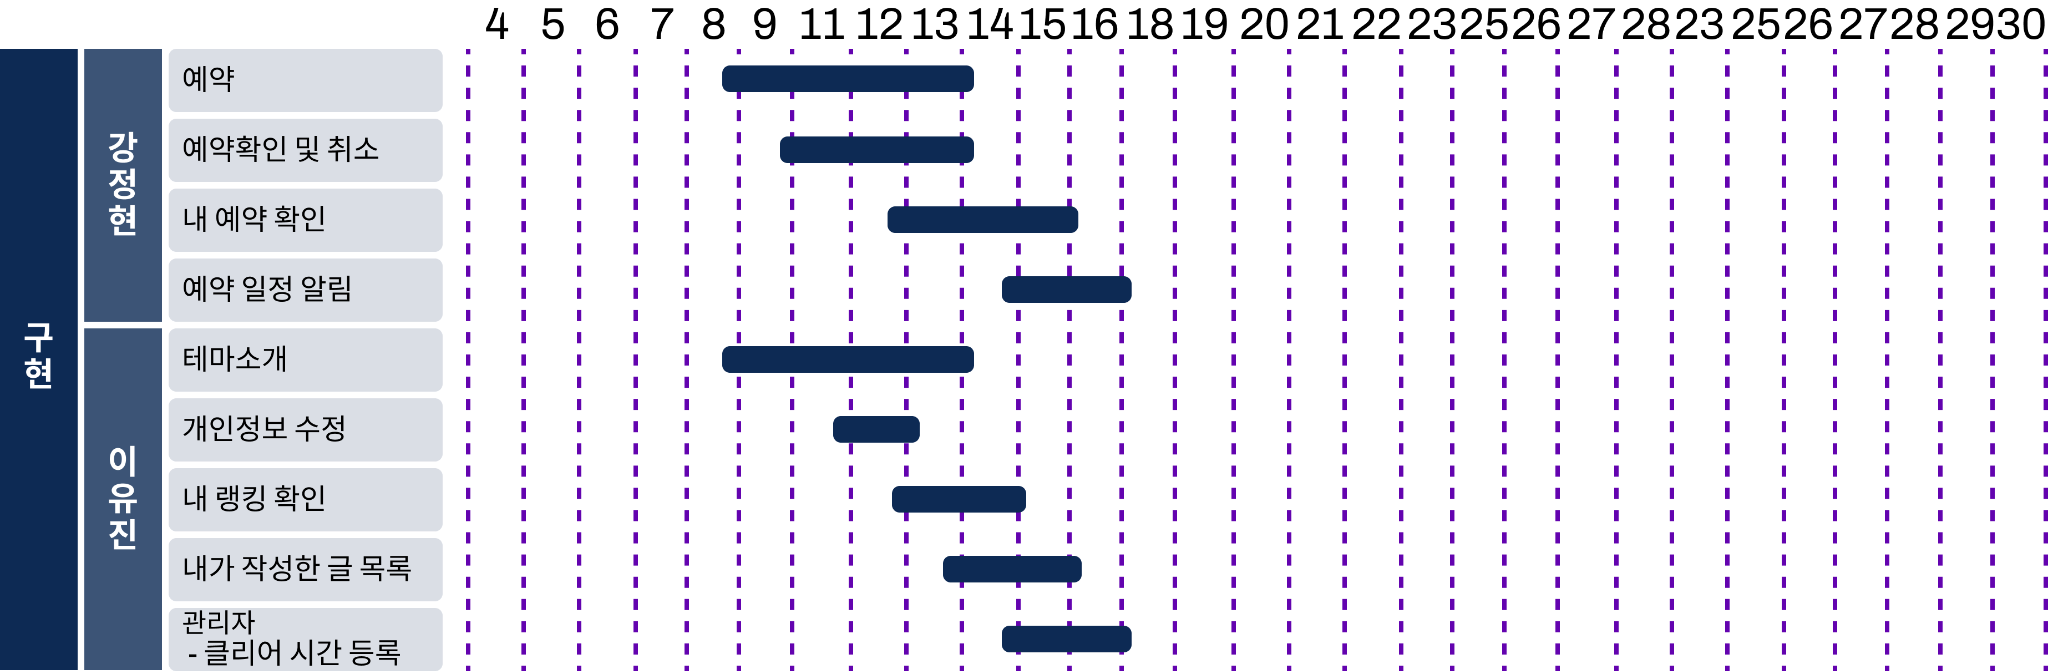 4 5 6 7 8 9 11 12 13 14 15 16 18 19 20 21 22 23 25 26 27 28 23 25 26 27 28 29 30
구현
강정현
예약
예약확인 및 취소
내 예약 확인
예약 일정 알림
이유진
테마소개
개인정보 수정
내 랭킹 확인
내가 작성한 글 목록
관리자
- 클리어 시간 등록